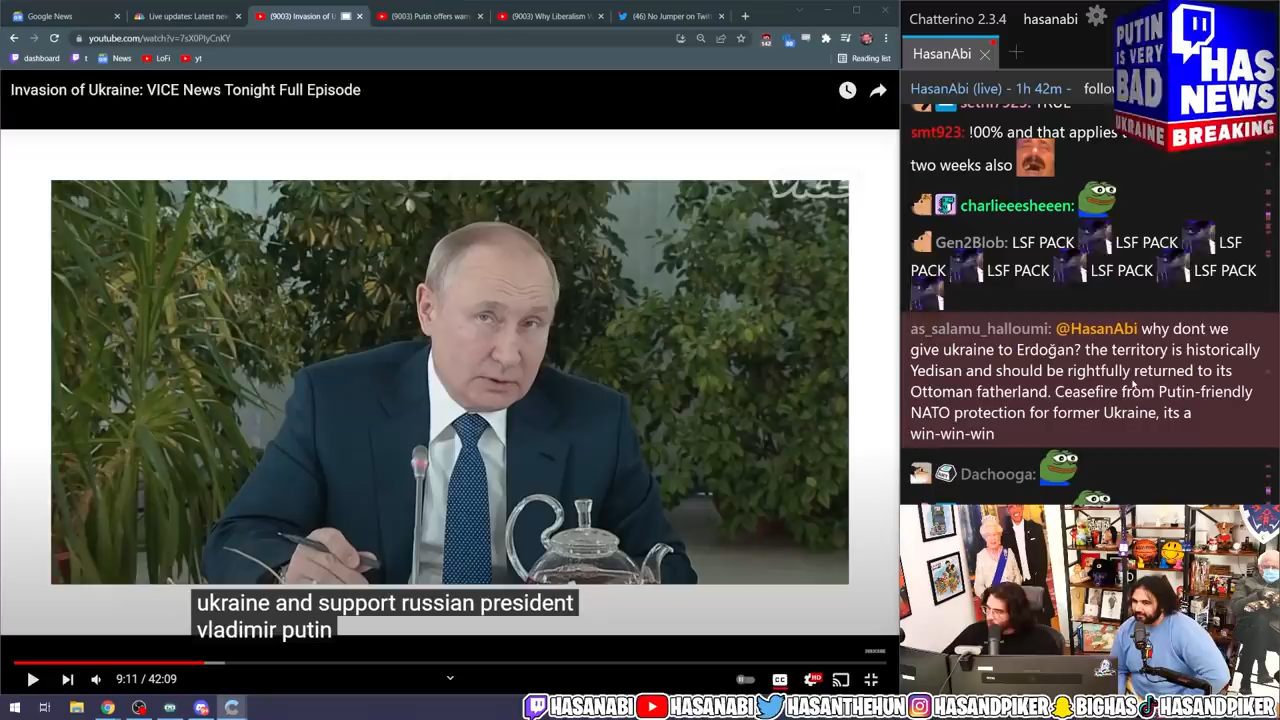 Google News
Live updates: Latest nev
(9003) Invasion of U
(9003) Putin offers warn
(9003) Why Liberalism W
(46) No Jumper on Twitt
youtube.com/watch?v=7sX0PIyCnKY
dashboard
t
News
LoFi
yt
Reading list
Invasion of Ukraine: VICE News Tonight Full Episode
ukraine and support russian president
vladimir putin
9:11 / 42:09
CC
HD
Chatterino 2.3.4
hasanabi
HasanAbi
HasanAbi (live) - 1h 42m -
PUTIN
IS VERY
BAD
UKRAINE
HAS
NEWS
BREAKING
smt923: !00% and that applies
two weeks also
charlieeesheeen:
Gen2Blob: LSF PACK LSF PACK LSF
PACK LSF PACK LSF PACK LSF PACK
as_salamu_halloumi: @HasanAbi why dont we
give ukraine to Erdoğan? the territory is historically
Yedisan and should be rightfully returned to its
Ottoman fatherland. Ceasefire from Putin-friendly
NATO protection for former Ukraine, its a
win-win-win
Dachooga:
HASANABI HASANABI HASANTHEHUN HASANDPIKER BIGHAS HASANDPIKER